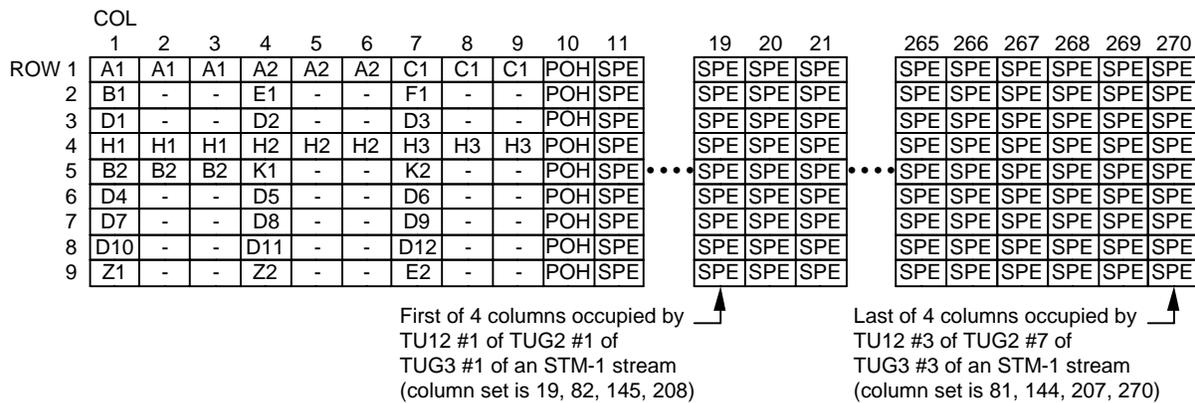 COL
1 2 3 4 5 6 7 8 9 10 11 19 20 21 265 266 267 268 269 270
ROW 1 A1 A1 A1 A2 A2 A2 C1 C1 C1 POH SPE SPE SPE SPE SPE SPE SPE SPE SPE SPE
2 B1 - - E1 - - F1 - - POH SPE SPE SPE SPE SPE SPE SPE SPE SPE SPE
3 D1 - - D2 - - D3 - - POH SPE SPE SPE SPE SPE SPE SPE SPE SPE SPE
4 H1 H1 H1 H2 H2 H2 H3 H3 H3 POH SPE SPE SPE SPE SPE SPE SPE SPE SPE SPE
5 B2 B2 B2 K1 - - K2 - - POH SPE •••• SPE SPE SPE •••• SPE SPE SPE SPE SPE SPE
6 D4 - - D5 - - D6 - - POH SPE SPE SPE SPE SPE SPE SPE SPE SPE SPE
7 D7 - - D8 - - D9 - - POH SPE SPE SPE SPE SPE SPE SPE SPE SPE SPE
8 D10 - - D11 - - D12 - - POH SPE SPE SPE SPE SPE SPE SPE SPE SPE SPE
9 Z1 - - Z2 - - E2 - - POH SPE SPE SPE SPE SPE SPE SPE SPE SPE SPE
First of 4 columns occupied by
TU12 #1 of TUG2 #1 of
TUG3 #1 of an STM-1 stream
(column set is 19, 82, 145, 208)
Last of 4 columns occupied by
TU12 #3 of TUG2 #7 of
TUG3 #3 of an STM-1 stream
(column set is 81, 144, 207, 270)